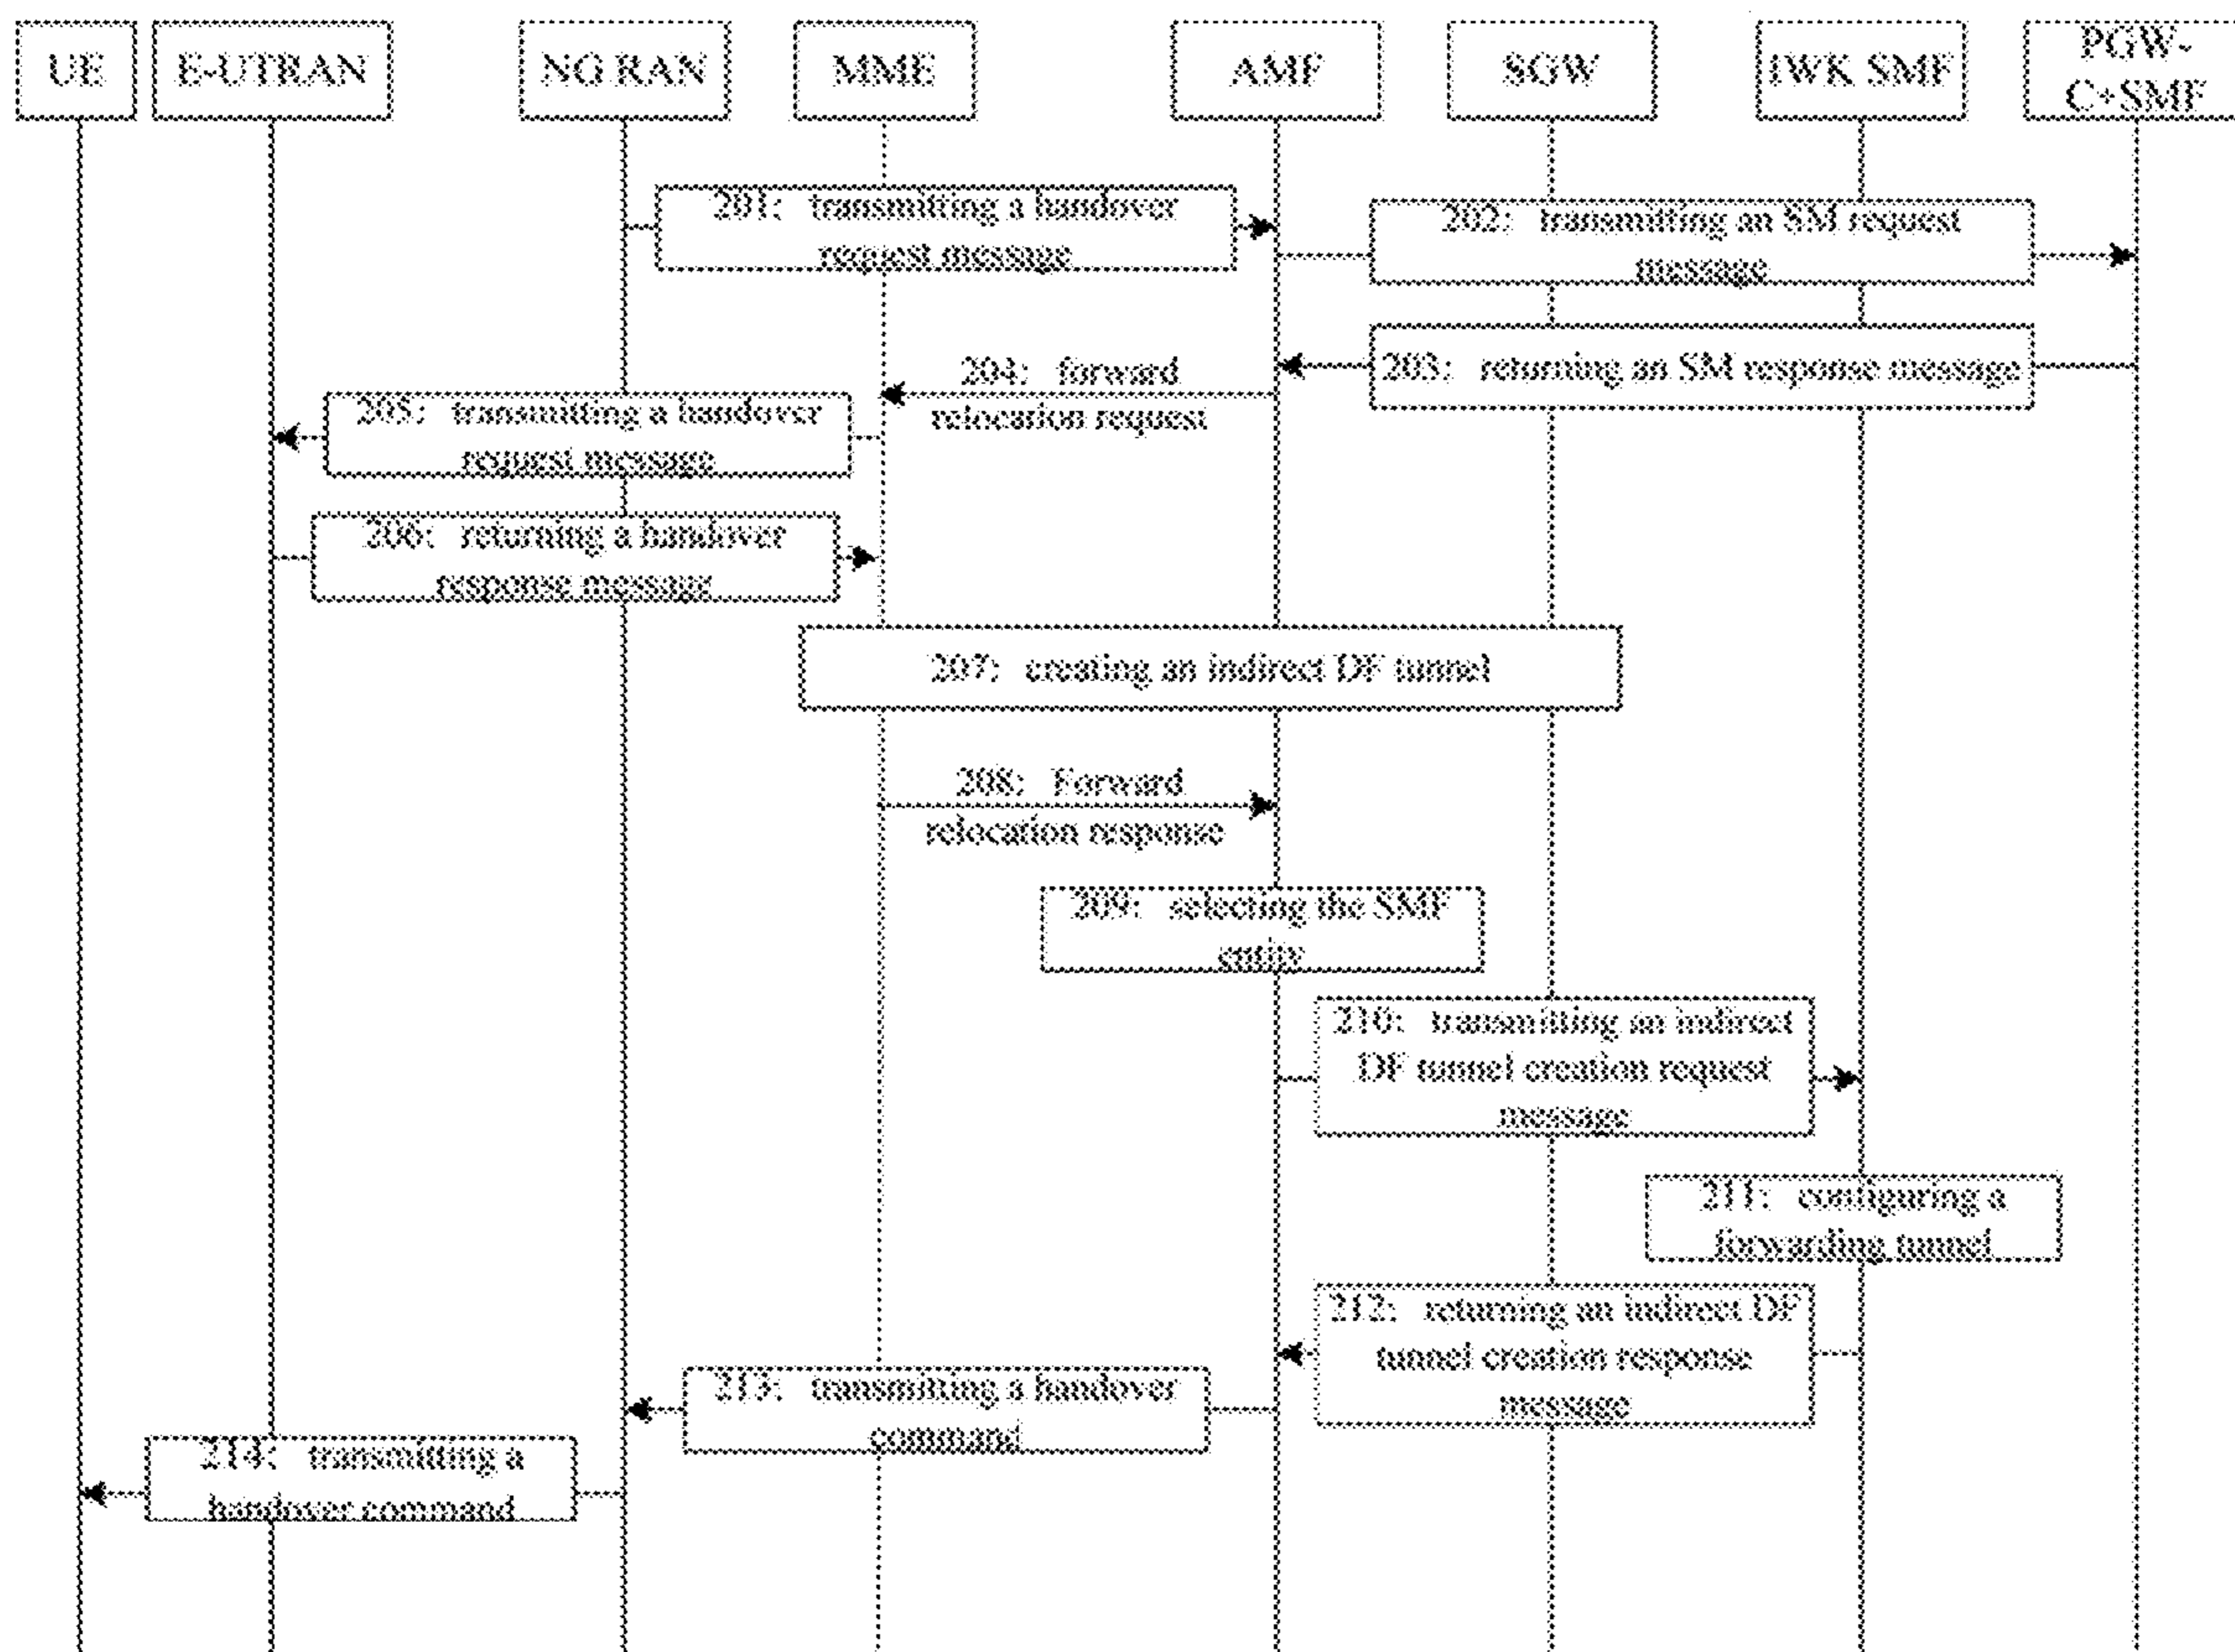 UE
E-UTRAN
NG RAN
MME
AMF
SGW
IWK SMF
PGW-
C+SMF
201: transmitting a handover
request message
202: transmitting an SM request
message
203: returning an SM response message
204: forward
relocation request
205: transmitting a handover
request message
206: returning a handover
response message
207: creating an indirect DF tunnel
208: Forward
relocation response
209: selecting the SMF
entity
210: transmitting an indirect
DF tunnel creation request
message
211: configuring a
forwarding tunnel
212: returning an indirect DF
tunnel creation response
message
213: transmitting a handover
command
214: transmitting a
handover command